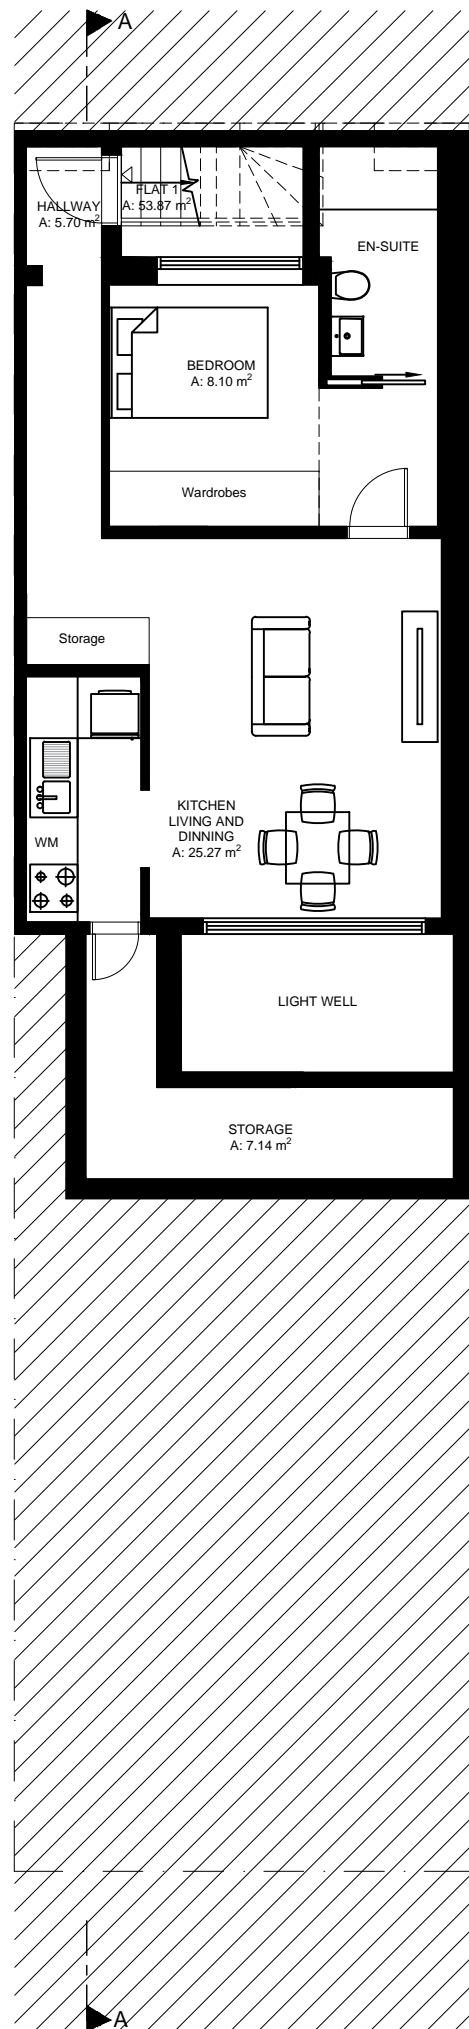 A
FLAT 1
A: 53.87 m²
HALLWAY
A: 5.70 m²
EN-SUITE
BEDROOM
A: 8.10 m²
Wardrobes
Storage
KITCHEN
LIVING AND
DINNING
A: 25.27 m²
WM
LIGHT WELL
STORAGE
A: 7.14 m²
A